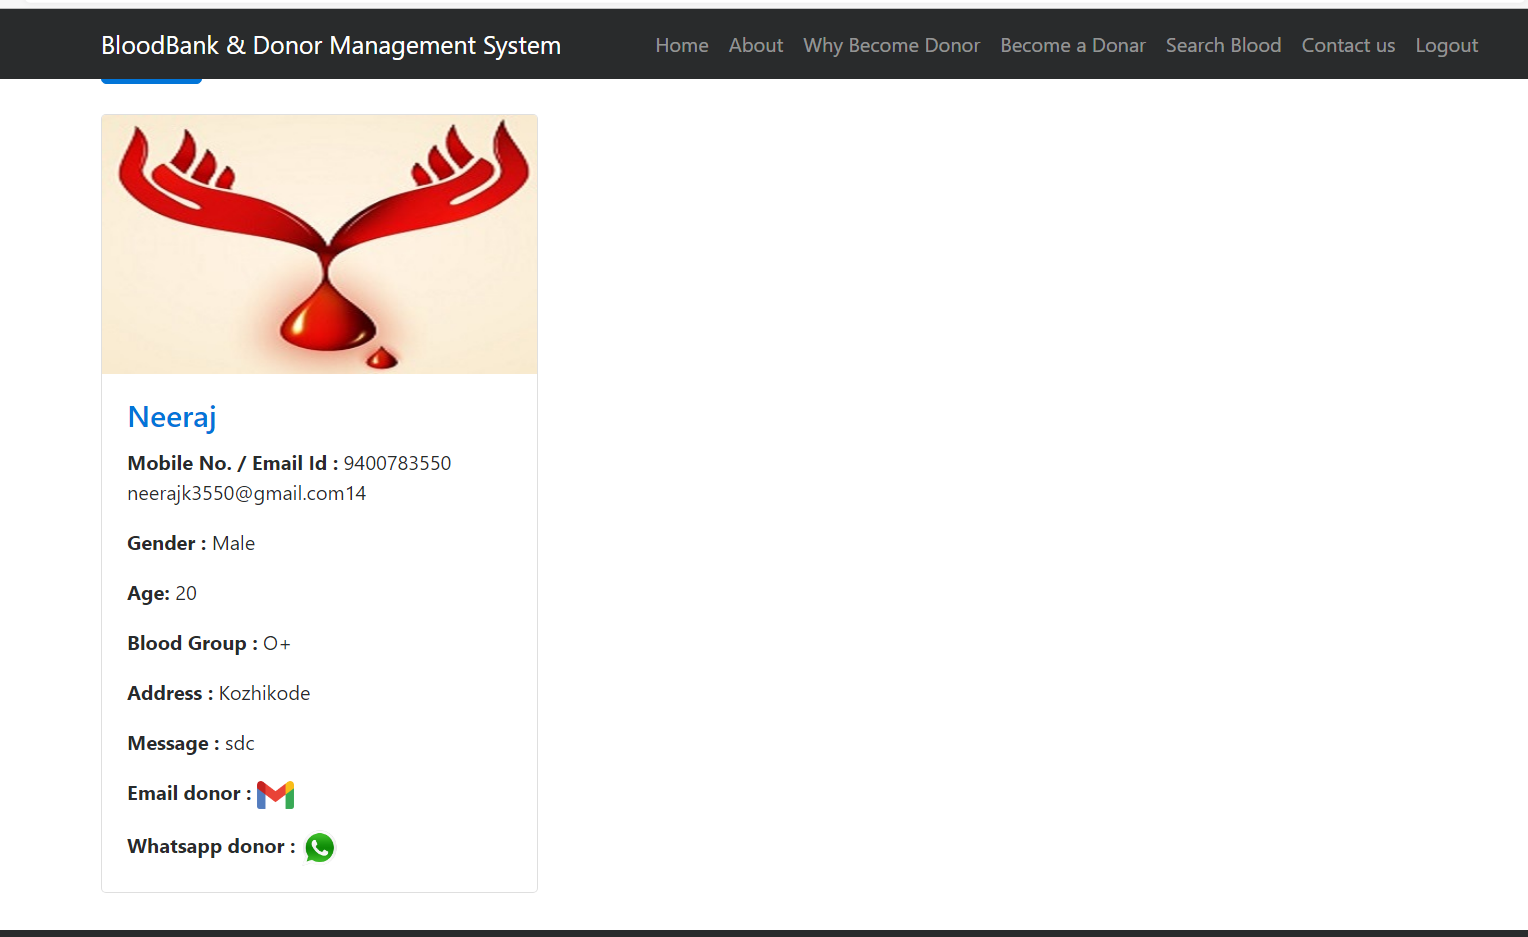 BloodBank & Donor Management System
Home About Why Become Donor Become a Donar Search Blood Contact us Logout
Neeraj
Mobile No. / Email Id : 9400783550
neerajk3550@gmail.com14
Gender : Male
Age: 20
Blood Group : O+
Address : Kozhikode
Message : sdc
Email donor :
Whatsapp donor :